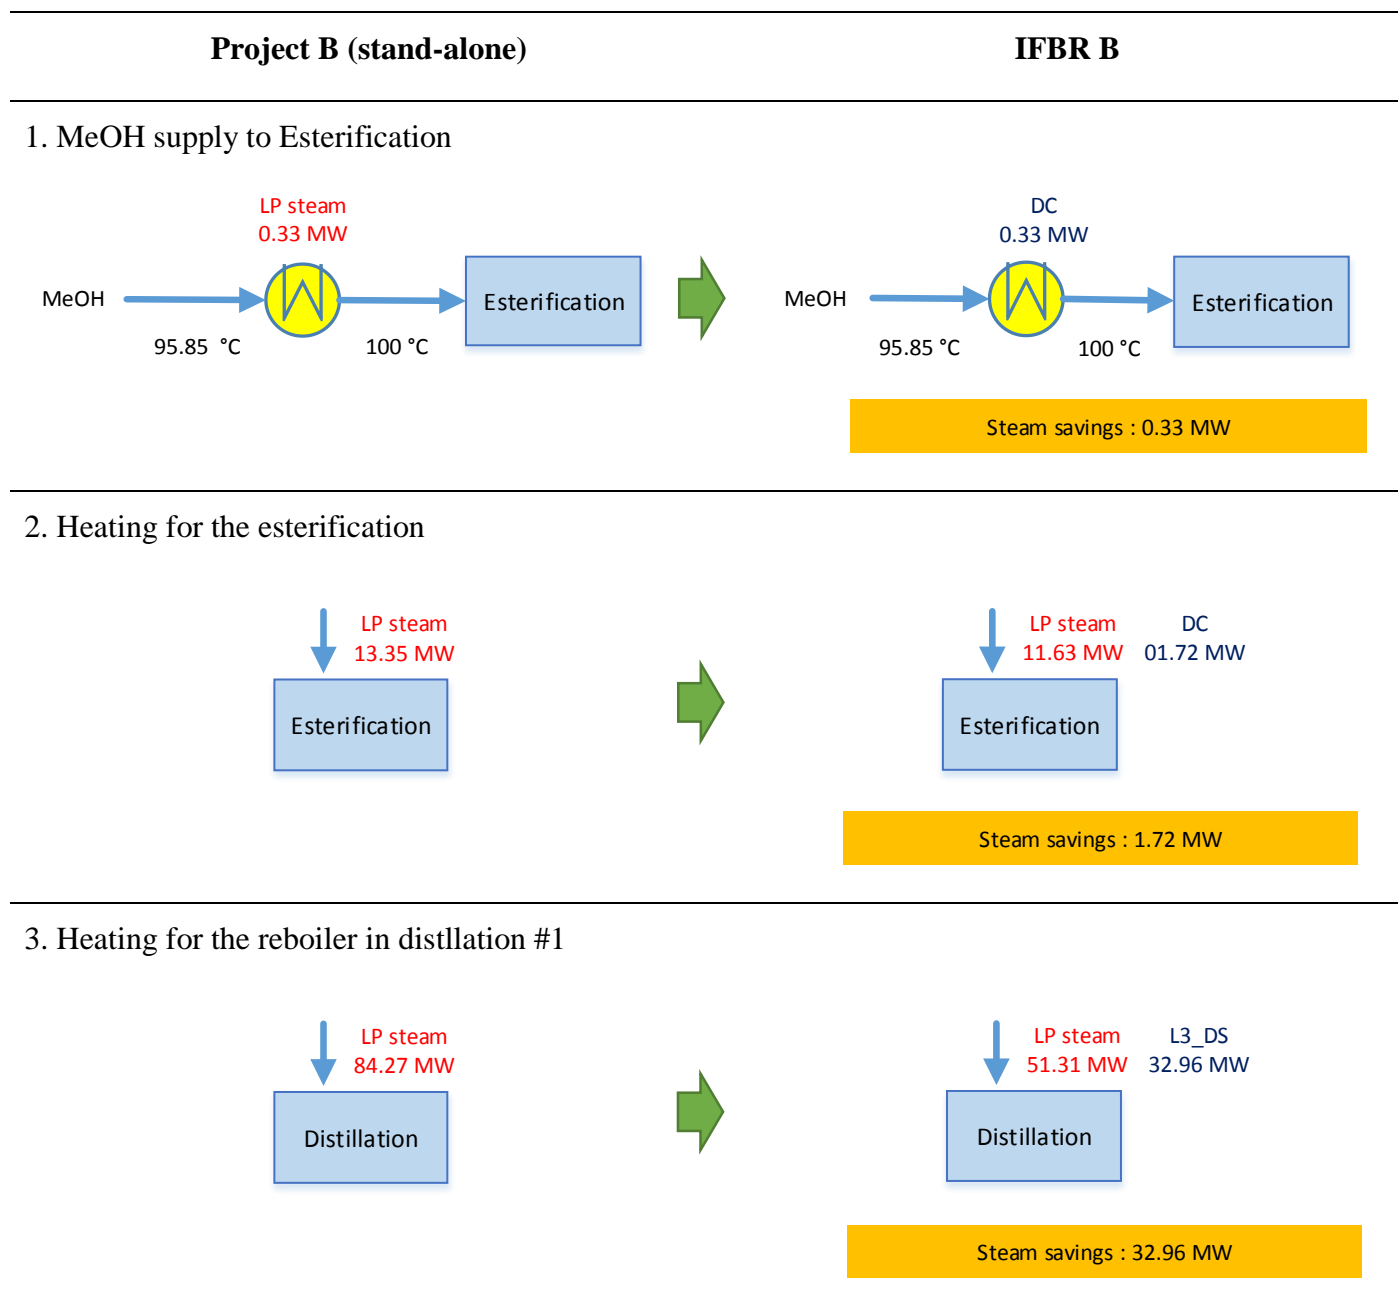 Project B (stand-alone)
IFBR B
1. MeOH supply to Esterification
LP steam
0.33 MW
MeOH
95.85 °C
100 °C
Esterification
DC
0.33 MW
MeOH
95.85 °C
100 °C
Esterification
Steam savings : 0.33 MW
2. Heating for the esterification
LP steam
13.35 MW
Esterification
LP steam DC
11.63 MW 01.72 MW
Esterification
Steam savings : 1.72 MW
3. Heating for the reboiler in distllation #1
LP steam
84.27 MW
Distillation
LP steam L3_DS
51.31 MW 32.96 MW
Distillation
Steam savings : 32.96 MW